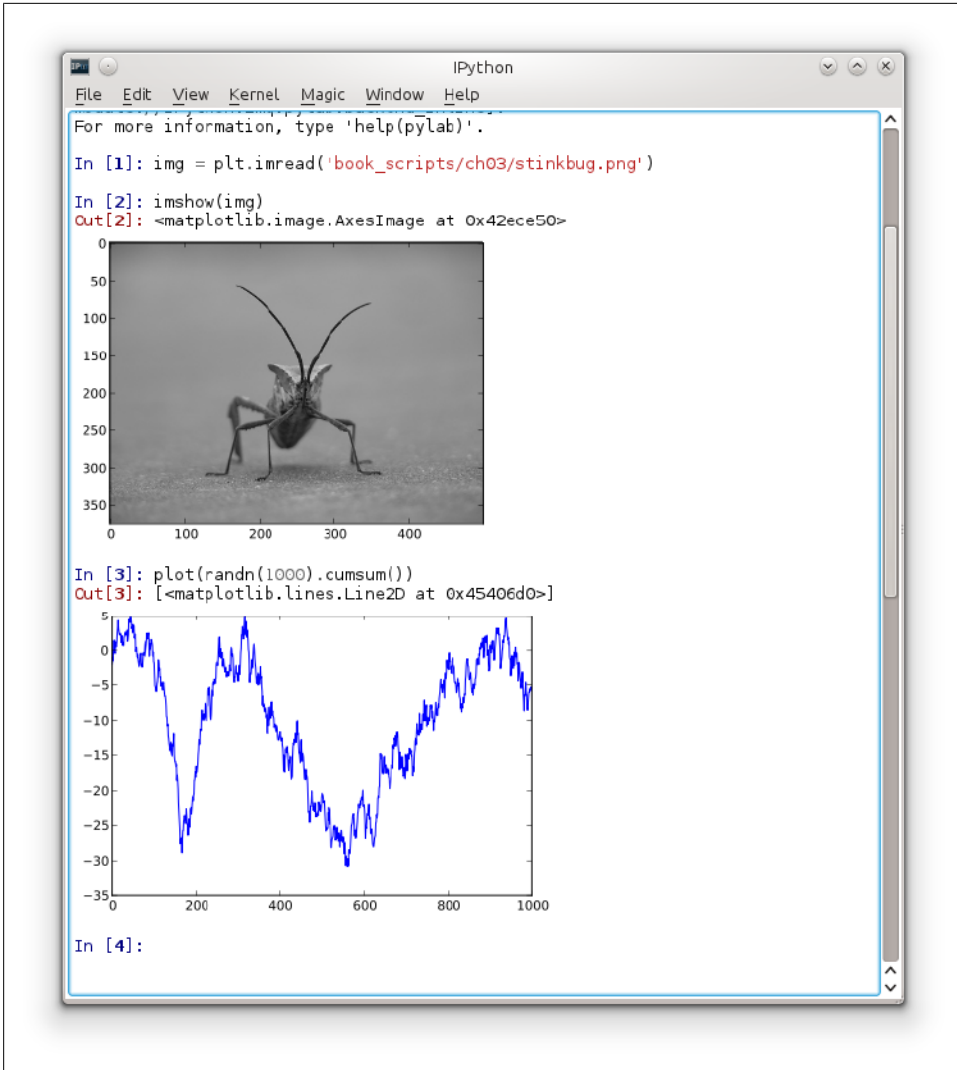 IPython
File Edit View Kernel Magic Window Help
For more information, type 'help(pylab)'.
In [1]: img = plt.imread('book_scripts/ch03/stinkbug.png')
In [2]: imshow(img)
Out[2]: <matplotlib.image.AxesImage at 0x42ece50>
0
50
100
150
200
250
300
350
0 100 200 300 400
In [3]: plot(randn(1000).cumsum())
Out[3]: [<matplotlib.lines.Line2D at 0x45406d0>]
5
0
−5
−10
−15
−20
−25
−30
−35
0 200 400 600 800 1000
In [4]: